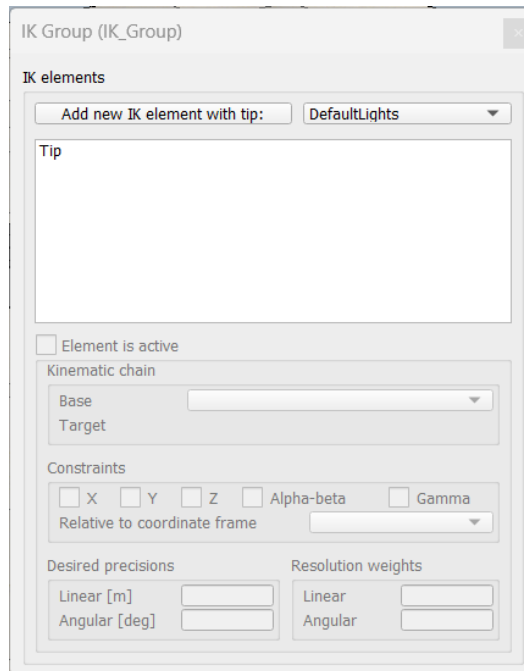 IK Group (IK_Group)
IK elements
Add new IK element with tip: DefaultLights
Tip
Element is active
Kinematic chain
Base
Target
Constraints
X Y Z Alpha-beta Gamma
Relative to coordinate frame
Desired precisions Resolution weights
Linear [m] Linear
Angular [deg] Angular